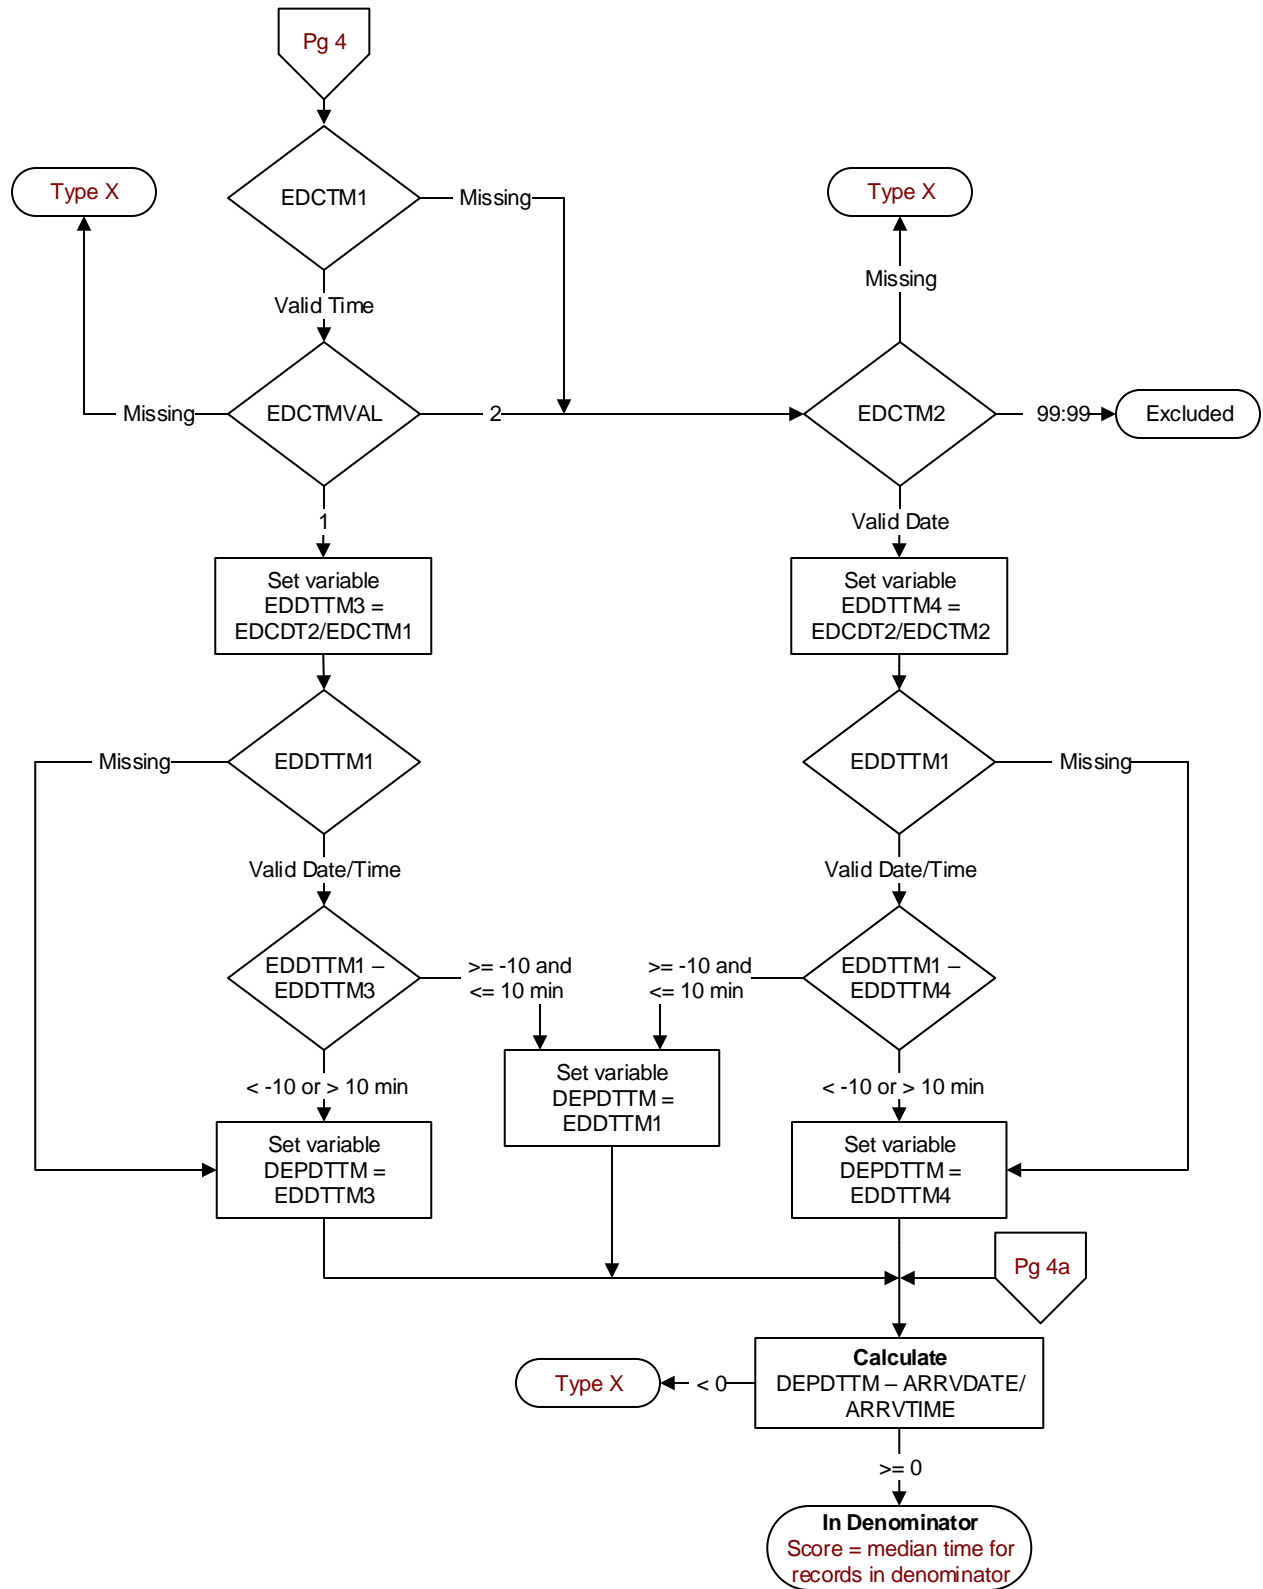 Pg 4
EDCTM1
Missing
Type X
Type X
Missing
Valid Time
EDCTMVAL
Missing
2
EDCTM2
99:99
Excluded
1
Valid Date
Set variable
EDDTTM3 =
EDCDT2/EDCTM1
Set variable
EDDTTM4 =
EDCDT2/EDCTM2
EDDTTM1
Missing
EDDTTM1
Missing
Valid Date/Time
Valid Date/Time
EDDTTM1 –
EDDTTM3
>= -10 and
<= 10 min
>= -10 and
<= 10 min
EDDTTM1 –
EDDTTM4
< -10 or > 10 min
Set variable
DEPDTTM =
EDDTTM1
< -10 or > 10 min
Set variable
DEPDTTM =
EDDTTM3
Set variable
DEPDTTM =
EDDTTM4
Pg 4a
Calculate
DEPDTTM – ARRVDATE/
ARRVTIME
< 0
Type X
>= 0
In Denominator
Score = median time for
records in denominator